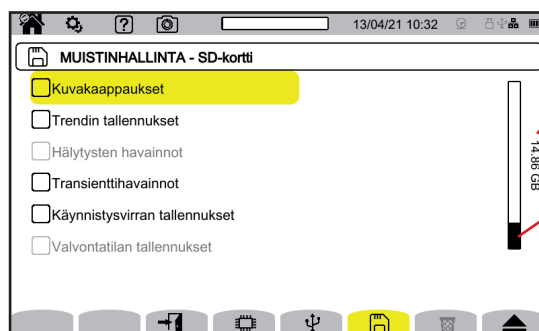 13/04/21 10:32
MUISTINHALLINTA - SD-kortti
Kuvakaappaukset
Trendin tallennukset
Hälytysten havainnot
Transienttihavainnot
Käynnistysvirran tallennukset
Valvontatilan tallennukset
14.86 GB